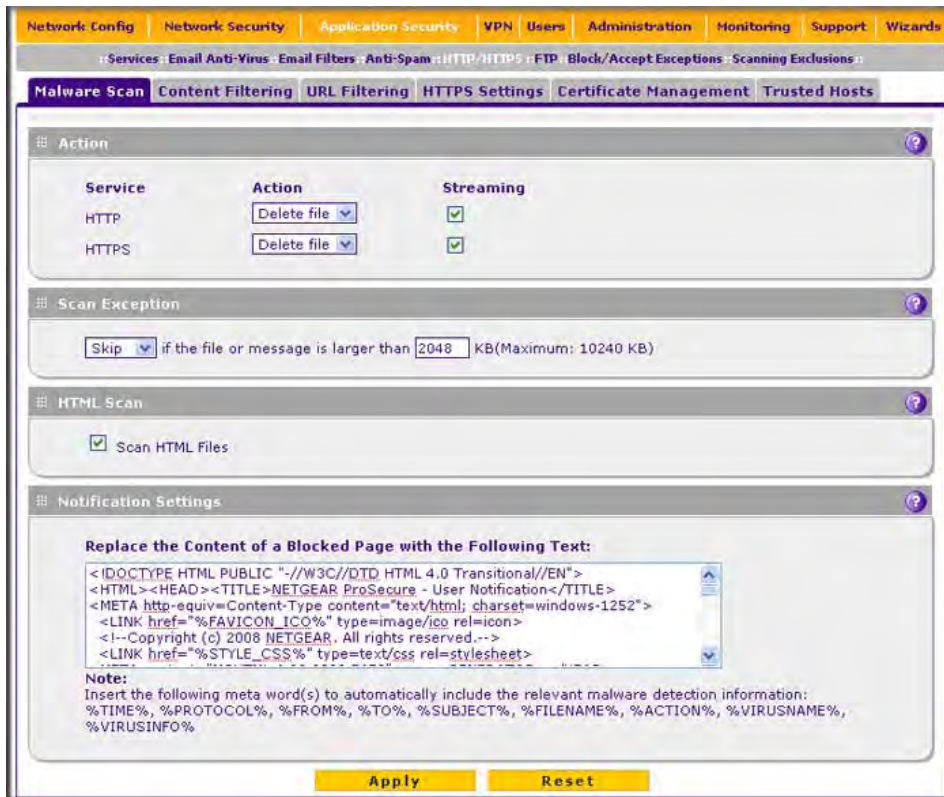 Network Config Network Security Application Security VPN Users Administration Monitoring Support Wizards
:: Services :: Email Anti-Virus :: Email Filters :: Anti-Spam :: HTTP/HTTPS :: FTP :: Block/Accept Exceptions :: Scanning Exclusions ::
Malware Scan Content Filtering URL Filtering HTTPS Settings Certificate Management Trusted Hosts
Action ?
Service Action Streaming
HTTP Delete file
HTTPS Delete file
Scan Exception ?
Skip if the file or message is larger than 2048 KB(Maximum: 10240 KB)
HTML Scan ?
Scan HTML Files
Notification Settings ?
Replace the Content of a Blocked Page with the Following Text:
<!DOCTYPE HTML PUBLIC "-//W3C//DTD HTML 4.0 Transitional//EN">
<HTML><HEAD><TITLE>NETGEAR ProSecure - User Notification</TITLE>
<META http-equiv=Content-Type content="text/html; charset=windows-1252">
<LINK href="%FAVICON_ICO%" type=image/ico rel=icon>
<!--Copyright (c) 2008 NETGEAR. All rights reserved.-->
<LINK href="%STYLE_CSS%" type=text/css rel=stylesheet>
Note:
Insert the following meta word(s) to automatically include the relevant malware detection information:
%TIME%, %PROTOCOL%, %FROM%, %TO%, %SUBJECT%, %FILENAME%, %ACTION%, %VIRUSNAME%,
%VIRUSINFO%
Apply Reset